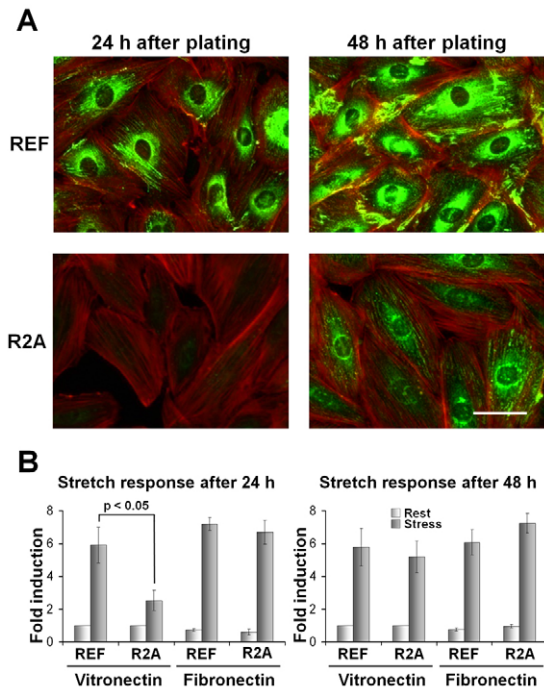 A
24 h after plating 48 h after plating
REF
R2A
B
Stretch response after 24 h Stretch response after 48 h
p < 0.05
Rest
Stress
Fold induction Fold induction
8 8
6 6
4 4
2 2
0 0
REF R2A REF R2A REF R2A REF R2A
Vitronectin Fibronectin Vitronectin Fibronectin